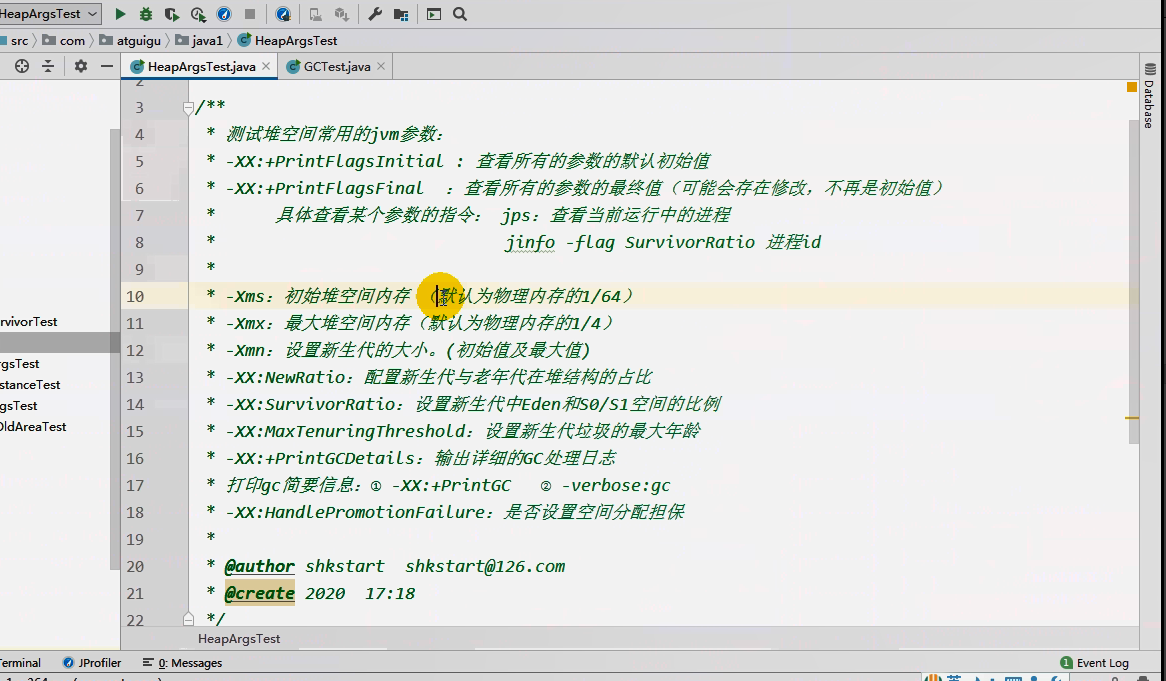 HeapArgsTest
src com atguigu java1 HeapArgsTest
HeapArgsTest.java GCTest.java
Database
2
3 /**
4 * 测试堆空间常用的jvm参数：
5 * -XX:+PrintFlagsInitial : 查看所有的参数的默认初始值
6 * -XX:+PrintFlagsFinal ：查看所有的参数的最终值（可能会存在修改，不再是初始值）
7 * 具体查看某个参数的指令： jps：查看当前运行中的进程
8 * jinfo -flag SurvivorRatio 进程id
9 *
10 * -Xms：初始堆空间内存 （默认为物理内存的1/64）
11 * -Xmx：最大堆空间内存（默认为物理内存的1/4）
12 * -Xmn：设置新生代的大小。(初始值及最大值)
13 * -XX:NewRatio：配置新生代与老年代在堆结构的占比
14 * -XX:SurvivorRatio：设置新生代中Eden和S0/S1空间的比例
15 * -XX:MaxTenuringThreshold：设置新生代垃圾的最大年龄
16 * -XX:+PrintGCDetails：输出详细的GC处理日志
17 * 打印gc简要信息：① -XX:+PrintGC ② -verbose:gc
18 * -XX:HandlePromotionFailure：是否设置空间分配担保
19 *
20 * @author shkstart shkstart@126.com
21 * @create 2020 17:18
22 */
rvivorTest
rgsTest
stanceTest
gsTest
OldAreaTest
HeapArgsTest
Terminal JProfiler 0: Messages 1 Event Log